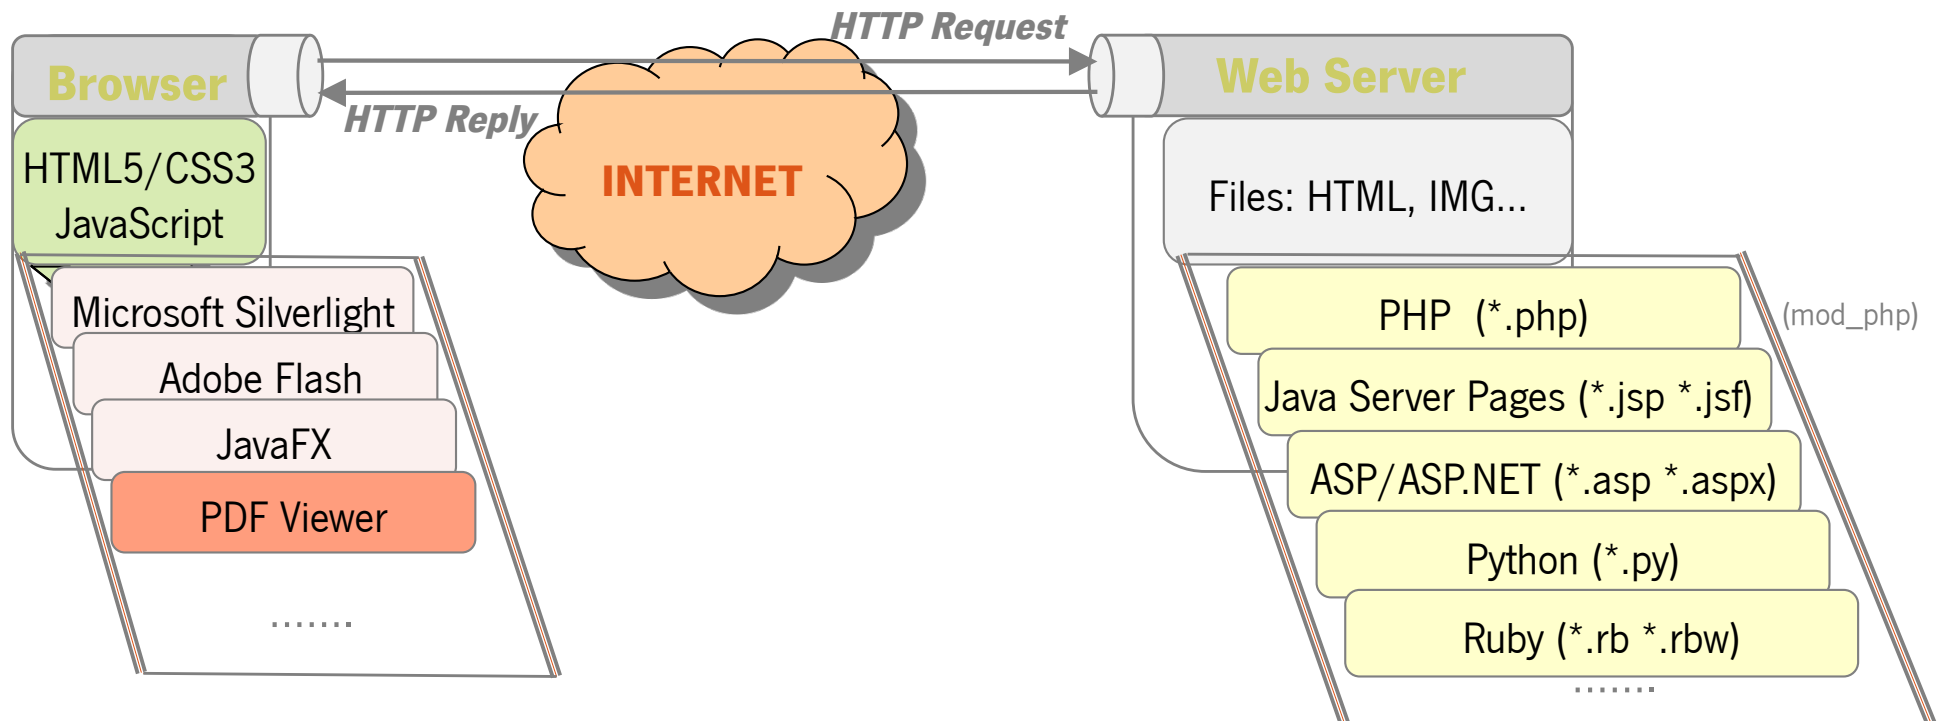 HTTP Request
Browser
Web Server
HTTP Reply
HTML5/CSS3
JavaScript
INTERNET
Files: HTML, IMG...
Microsoft Silverlight
Adobe Flash
JavaFX
PDF Viewer
.......
PHP (*.php)
(mod_php)
Java Server Pages (*.jsp *.jsf)
ASP/ASP.NET (*.asp *.aspx)
Python (*.py)
Ruby (*.rb *.rbw)
.......